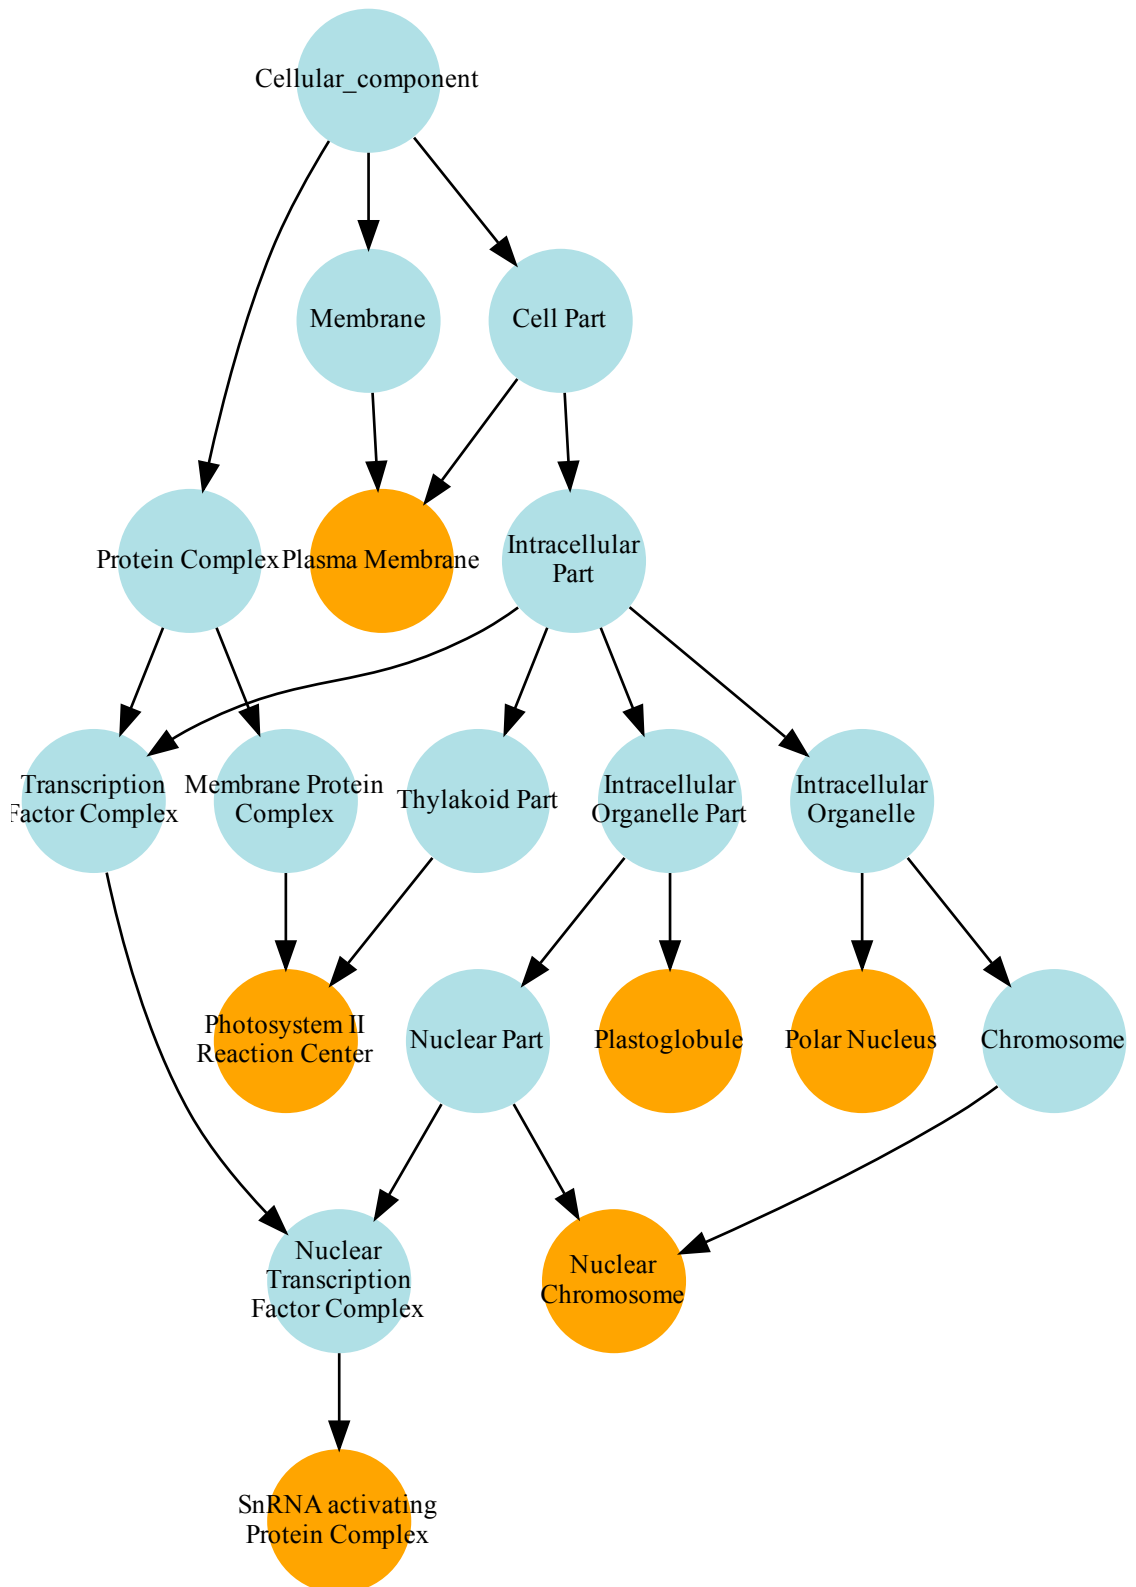 Cellular_component
Membrane
Cell Part
Protein Complex
Plasma Membrane
Intracellular
Part
Transcription
Factor Complex
Membrane Protein
Complex
Thylakoid Part
Intracellular
Organelle Part
Intracellular
Organelle
Photosystem II
Reaction Center
Nuclear Part
Plastoglobule
Polar Nucleus
Chromosome
Nuclear
Transcription
Factor Complex
Nuclear
Chromosome
SnRNA activating
Protein Complex